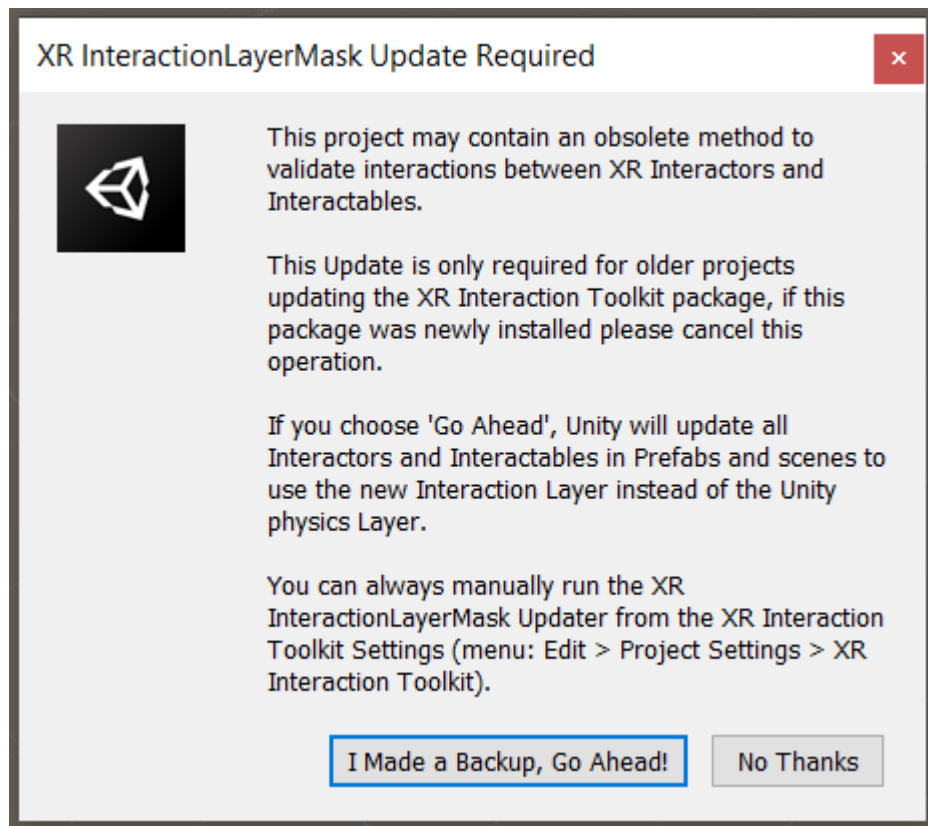 XR InteractionLayerMask Update Required
This project may contain an obsolete method to
validate interactions between XR Interactors and
Interactables.
This Update is only required for older projects
updating the XR Interaction Toolkit package, if this
package was newly installed please cancel this
operation.
If you choose 'Go Ahead', Unity will update all
Interactors and Interactables in Prefabs and scenes to
use the new Interaction Layer instead of the Unity
physics Layer.
You can always manually run the XR
InteractionLayerMask Updater from the XR Interaction
Toolkit Settings (menu: Edit > Project Settings > XR
Interaction Toolkit).
I Made a Backup, Go Ahead!
No Thanks